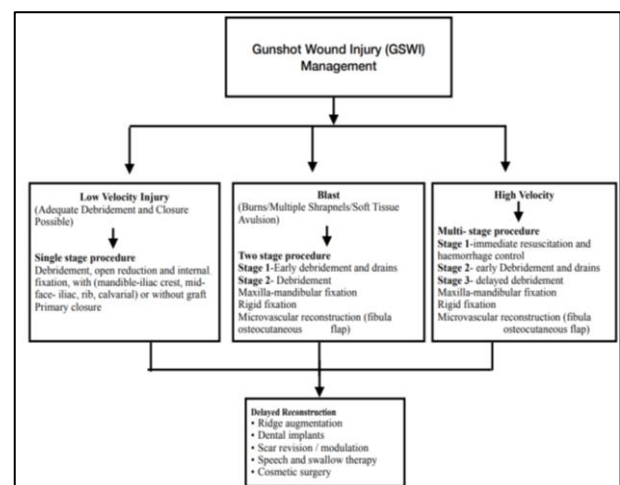 Gunshot Wound Injury (GSWI)
Management
Low Velocity Injury
(Adequate Debridement and Closure
Possible)
Single stage procedure
Debridement, open reduction and internal
fixation, with (mandible-iliac crest, mid-
face- iliac, rib, calvarial) or without graft
Primary closure
Blast
(Burns/Multiple Shrapnels/Soft Tissue
Avulsion)
Two stage procedure
Stage 1-Early debridement and drains
Stage 2- Debridement
Maxilla-mandibular fixation
Rigid fixation
Microvascular reconstruction (fibula
osteocutaneous flap)
High Velocity
Multi- stage procedure
Stage 1-immediate resuscitation and
haemorrhage control
Stage 2- early Debridement and drains
Stage 3- delayed debridement
Maxilla-mandibular fixation
Rigid fixation
Microvascular reconstruction (fibula
osteocutaneous flap)
Delayed Reconstruction
• Ridge augmentation
• Dental implants
• Scar revision / modulation
• Speech and swallow therapy
• Cosmetic surgery